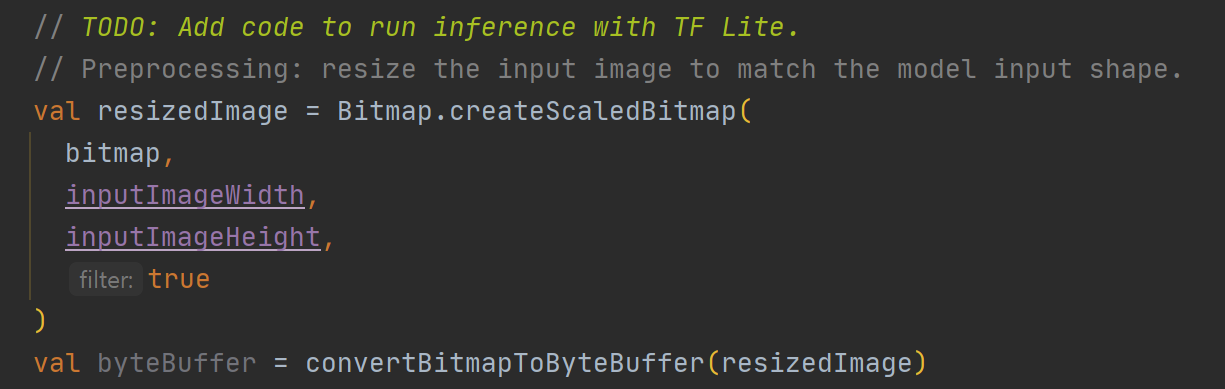 // TODO: Add code to run inference with TF Lite.
// Preprocessing: resize the input image to match the model input shape.
val resizedImage = Bitmap.createScaledBitmap(
bitmap,
inputImageWidth,
inputImageHeight,
filter: true
)
val byteBuffer = convertBitmapToByteBuffer(resizedImage)